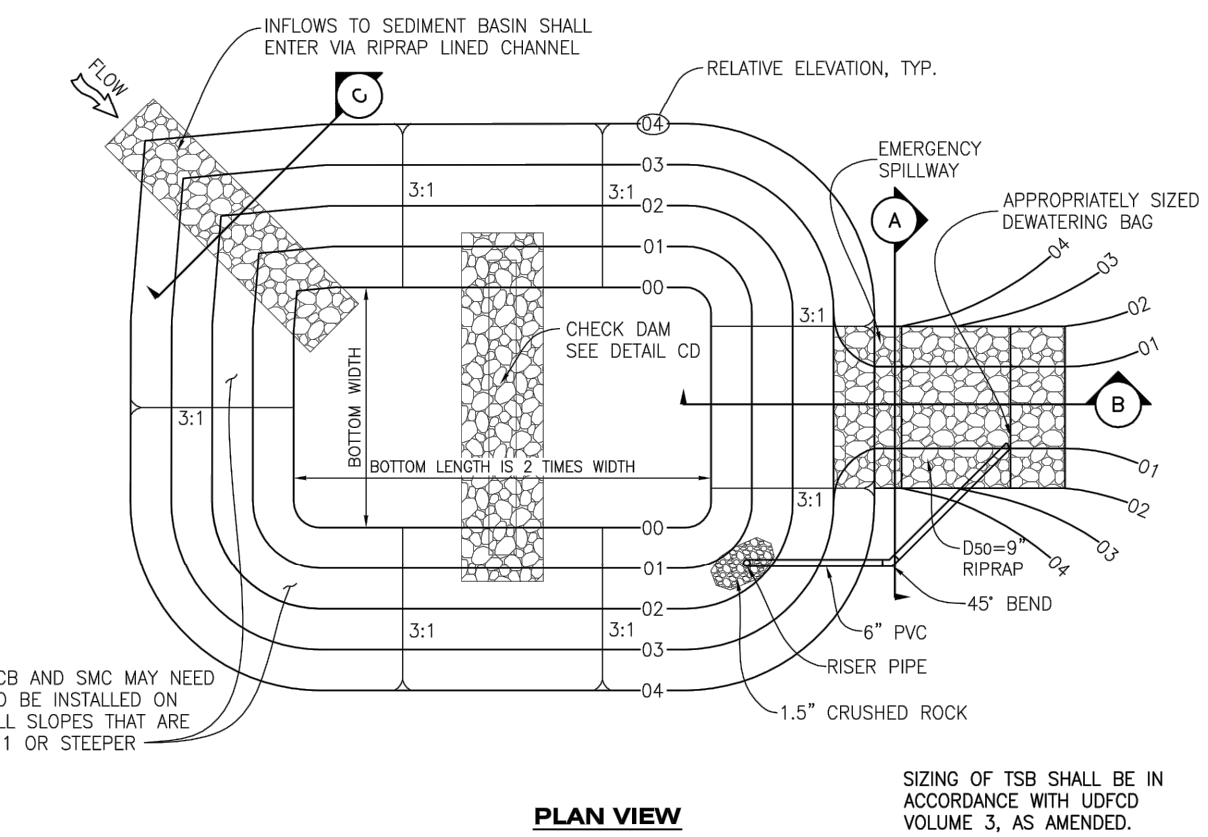 INFLOWS TO SEDIMENT BASIN SHALL
ENTER VIA RIPRAP LINED CHANNEL
FLOW
C
RELATIVE ELEVATION, TYP.
04
03
02
01
00
3:1
3:1
EMERGENCY
SPILLWAY
A
APPROPRIATELY SIZED
DEWATERING BAG
04
03
02
01
3:1
CHECK DAM
SEE DETAIL CD
BOTTOM WIDTH
BOTTOM LENGTH IS 2 TIMES WIDTH
3:1
B
01
02
03
04
3:1
00
01
02
03
04
3:1
3:1
D50=9"
RIPRAP
45° BEND
6" PVC
RISER PIPE
1.5" CRUSHED ROCK
CB AND SMC MAY NEED
O BE INSTALLED ON
LL SLOPES THAT ARE
1 OR STEEPER
PLAN VIEW
SIZING OF TSB SHALL BE IN
ACCORDANCE WITH UDFCD
VOLUME 3, AS AMENDED.